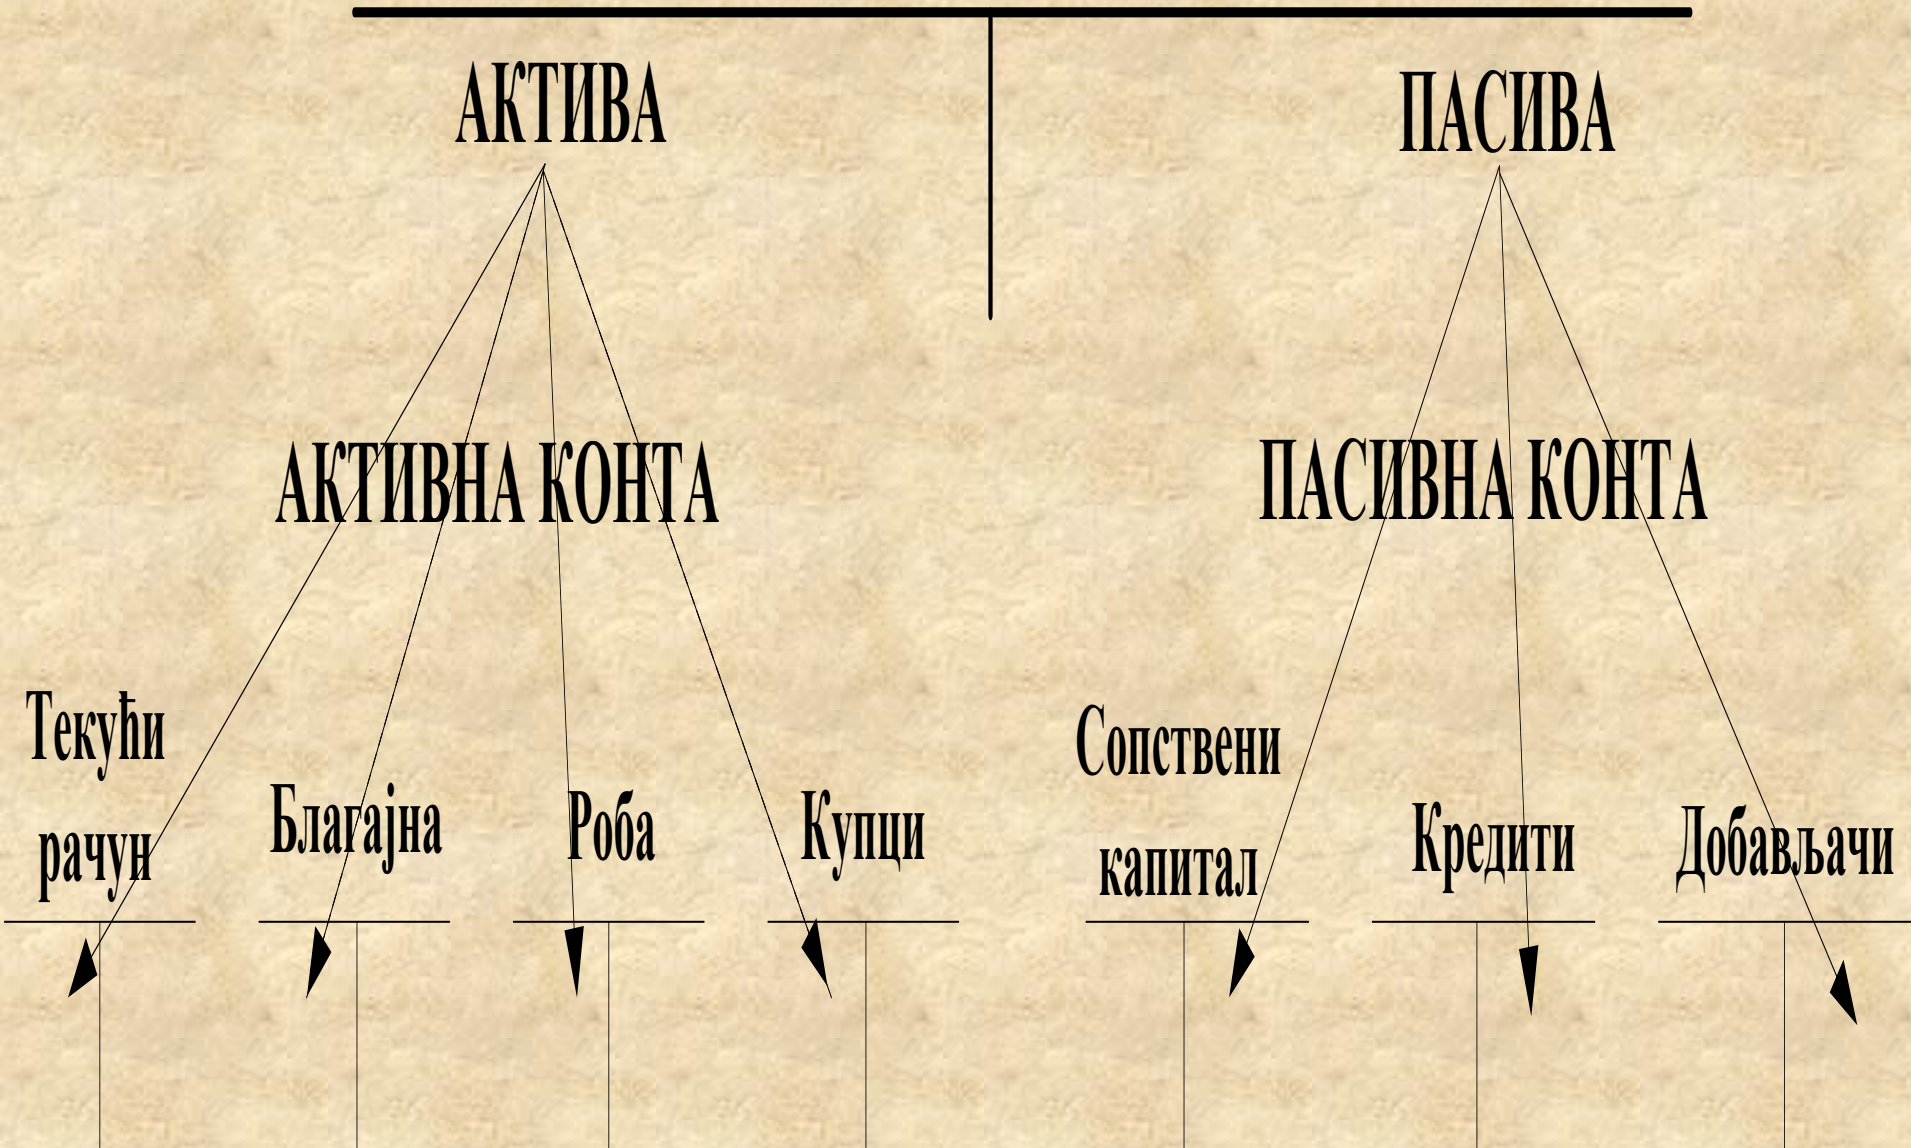 АКТИВА
ПАСИВА
АКТИВНА КОНТА
ПАСИВНА КОНТА
Текући
рачун
Благајна
Роба
Купци
Сопствени
капитал
Кредити
Добављачи